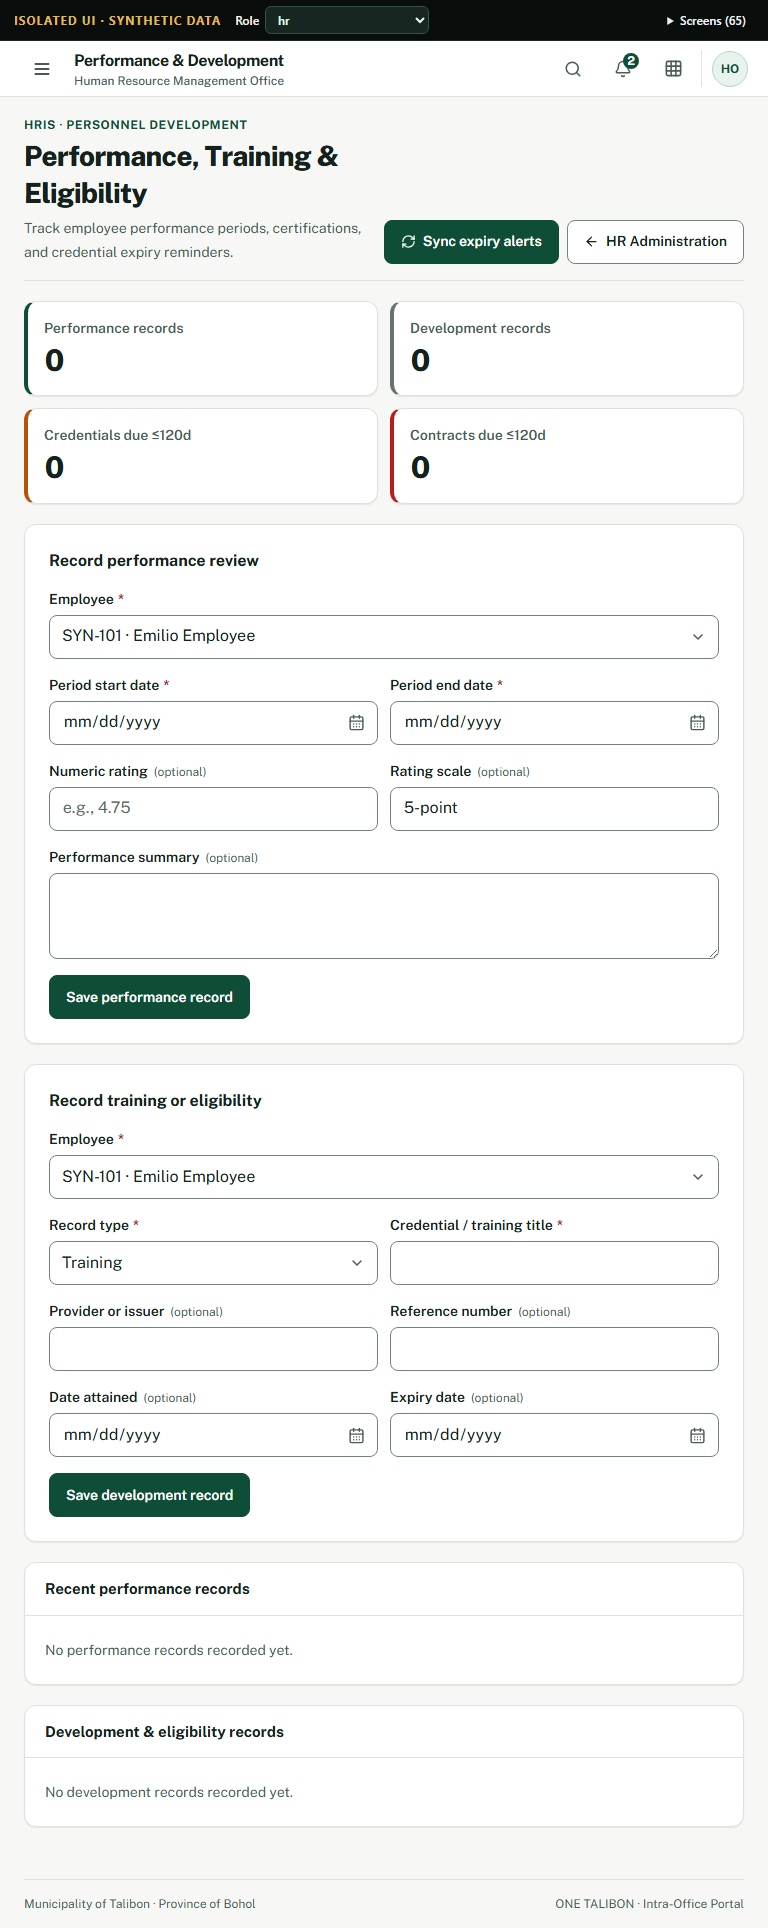 ISOLATED UI · SYNTHETIC DATA Role hr Screens (65)
Performance & Development
Human Resource Management Office
2
HO
HRIS · PERSONNEL DEVELOPMENT
Performance, Training &
Eligibility
Track employee performance periods, certifications,
and credential expiry reminders.
Sync expiry alerts
HR Administration
Performance records
0
Development records
0
Credentials due ≤120d
0
Contracts due ≤120d
0
Record performance review
Employee *
SYN-101 · Emilio Employee
Period start date * Period end date *
mm/dd/yyyy mm/dd/yyyy
Numeric rating (optional) Rating scale (optional)
e.g., 4.75 5-point
Performance summary (optional)
Save performance record
Record training or eligibility
Employee *
SYN-101 · Emilio Employee
Record type * Credential / training title *
Training
Provider or issuer (optional) Reference number (optional)
Date attained (optional) Expiry date (optional)
mm/dd/yyyy mm/dd/yyyy
Save development record
Recent performance records
No performance records recorded yet.
Development & eligibility records
No development records recorded yet.
Municipality of Talibon · Province of Bohol ONE TALIBON · Intra-Office Portal